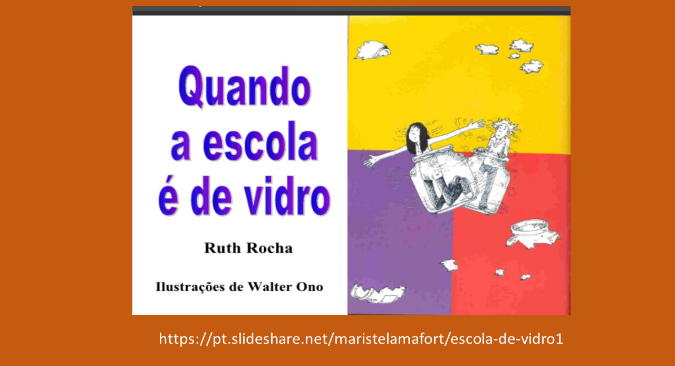 Quando
a escola
é de vidro
Ruth Rocha
Ilustrações de Walter Ono
https://pt.slideshare.net/maristelamafort/escola-de-vidro1